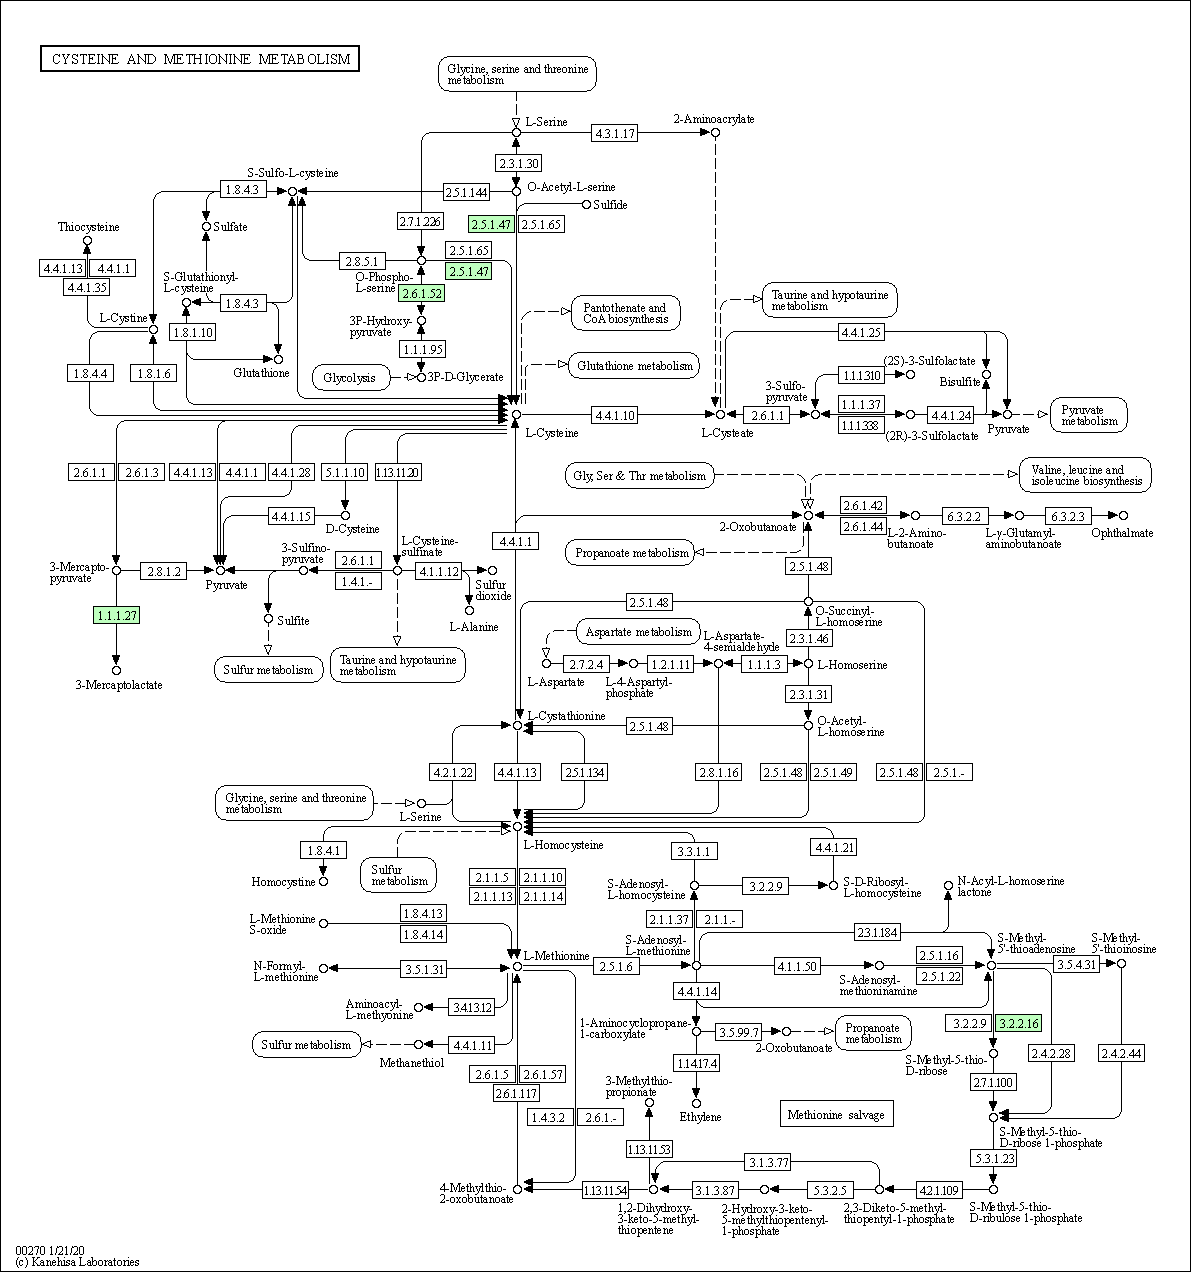 CYSTEINE AND METHIONINE METABOLISM
Glycine, serine and threonine
metabolism
L-Serine
4.3.1.17
2-Aminoacrylate
2.3.1.30
S-Sulfo-L-cysteine
1.8.4.3
2.5.1.144
O-Acetyl-L-serine
Sulfide
Thiocysteine
Sulfate
2.7.1.226
2.5.1.47
2.5.1.65
4.4.1.13
4.4.1.1
4.4.1.35
2.8.5.1
2.5.1.65
2.5.1.47
S-Glutathionyl-
L-cysteine
O-Phospho-
L-serine
2.6.1.52
1.8.4.3
L-Cystine
1.8.1.10
3P-Hydroxy-
pyruvate
Pantothenate and
CoA biosynthesis
Taurine and hypotaurine
metabolism
4.4.1.25
1.1.1.95
Glutathione
1.8.4.4
1.8.1.6
Glycolysis
3P-D-Glycerate
Glutathione metabolism
(2S)-3-Sulfolactate
1.1.1.310
Bisulfite
3-Sulfo-
pyruvate
4.4.1.10
L-Cysteine
L-Cysteate
2.6.1.1
1.1.1.37
1.1.1.338
(2R)-3-Sulfolactate
4.4.1.24
Pyruvate
Pyruvate
metabolism
2.6.1.1
2.6.1.3
4.4.1.13
4.4.1.1
4.4.1.28
5.1.1.10
1.13.11.20
Gly, Ser & Thr metabolism
Valine, leucine and
isoleucine biosynthesis
4.4.1.15
D-Cysteine
2-Oxobutanoate
2.6.1.42
2.6.1.44
L-2-Amino-
butanoate
6.3.2.2
L-γ-Glutamyl-
aminobutanoate
6.3.2.3
Ophthalmate
4.4.1.1
Propanoate metabolism
3-Mercapto-
pyruvate
2.8.1.2
Pyruvate
3-Sulfino-
pyruvate
2.6.1.1
1.4.1.-
L-Cysteine-
sulfinate
4.1.1.12
Sulfur
dioxide
2.5.1.48
1.1.1.27
Sulfite
L-Alanine
2.5.1.48
O-Succinyl-
L-homoserine
Aspartate metabolism
L-Aspartate-
4-semialdehyde
2.3.1.46
3-Mercaptolactate
Sulfur metabolism
Taurine and hypotaurine
metabolism
L-Aspartate
2.7.2.4
L-4-Aspartyl-
phosphate
1.2.1.11
1.1.1.3
L-Homoserine
2.3.1.31
L-Cystathionine
2.5.1.48
O-Acetyl-
L-homoserine
4.2.1.22
4.4.1.13
2.5.1.134
2.8.1.16
2.5.1.48
2.5.1.49
2.5.1.48
2.5.1.-
Glycine, serine and threonine
metabolism
L-Serine
L-Homocysteine
1.8.4.1
Sulfur
metabolism
3.3.1.1
4.4.1.21
Homocystine
2.1.1.5
2.1.1.10
2.1.1.13
2.1.1.14
S-Adenosyl-
L-homocysteine
3.2.2.9
S-D-Ribosyl-
L-homocysteine
N-Acyl-L-homoserine
lactone
L-Methionine
S-oxide
1.8.4.13
1.8.4.14
2.1.1.37
2.1.1.-
2.3.1.184
S-Adenosyl-
L-methionine
S-Methyl-
5'-thioadenosine
S-Methyl-
5'-thioinosine
N-Formyl-
L-methionine
3.5.1.31
L-Methionine
2.5.1.6
4.1.1.50
S-Adenosyl-
methioninamine
2.5.1.16
2.5.1.22
3.5.4.31
Aminoacyl-
L-methyonine
3.4.13.12
4.4.1.14
Sulfur metabolism
Methanethiol
4.4.1.11
1-Aminocyclopropane-
1-carboxylate
3.5.99.7
2-Oxobutanoate
Propanoate
metabolism
3.2.2.9
3.2.2.16
S-Methyl-5-thio-
D-ribose
2.4.2.28
2.4.2.44
1.14.17.4
2.6.1.5
2.6.1.57
2.6.1.117
3-Methylthio-
propionate
2.7.1.100
1.4.3.2
2.6.1.-
Ethylene
Methionine salvage
S-Methyl-5-thio-
D-ribose 1-phosphate
1.13.11.53
3.1.3.77
5.3.1.23
4-Methylthio-
2-oxobutanoate
1.13.11.54
3.1.3.87
5.3.2.5
4.2.1.109
1,2-Dihydroxy-
3-keto-5-methyl-
thiopentene
2-Hydroxy-3-keto-
5-methylthiopentenyl-
1-phosphate
2,3-Diketo-5-methyl-
thiopentyl-1-phosphate
S-Methyl-5-thio-
D-ribulose 1-phosphate
00270 1/21/20
(c) Kanehisa Laboratories